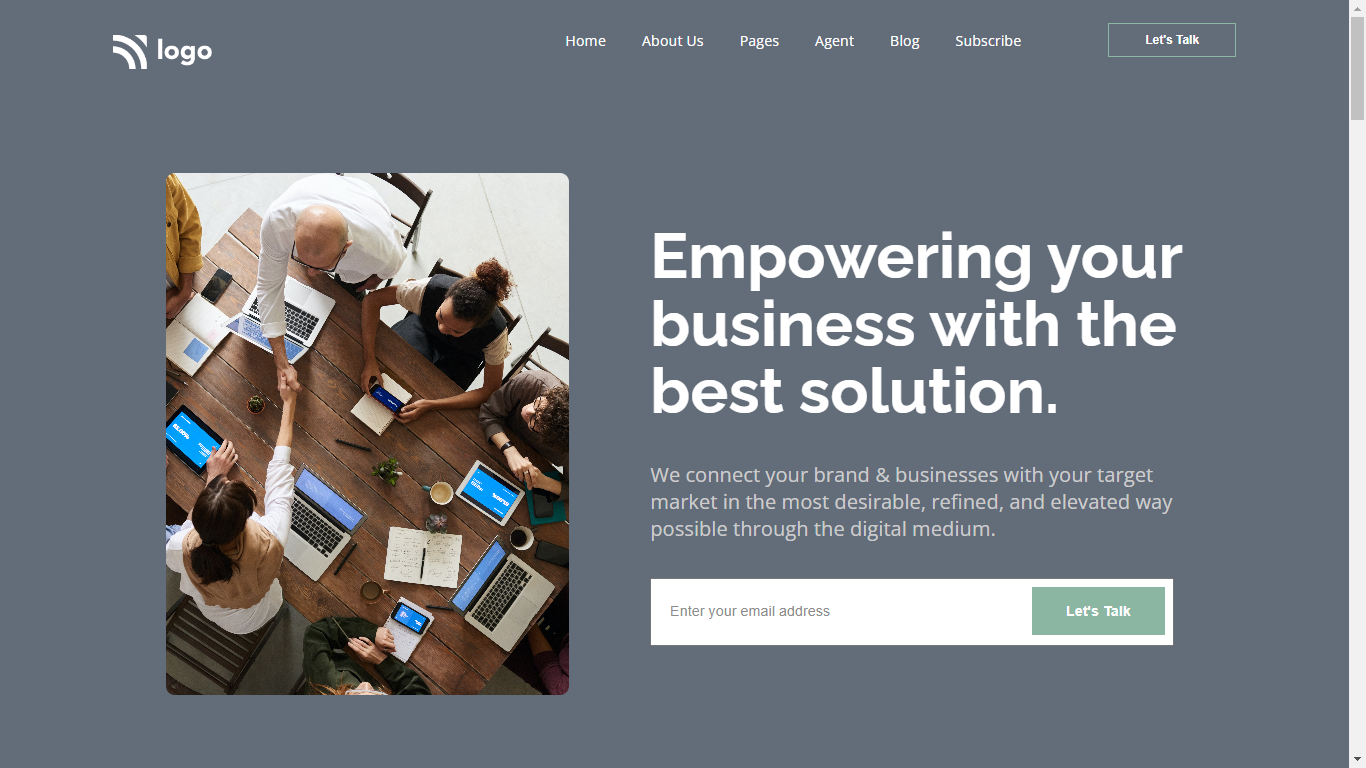 logo
Home
About Us
Pages
Agent
Blog
Subscribe
Let's Talk
Empowering your
business with the
best solution.
We connect your brand & businesses with your target
market in the most desirable, refined, and elevated way
possible through the digital medium.
Enter your email address
Let's Talk